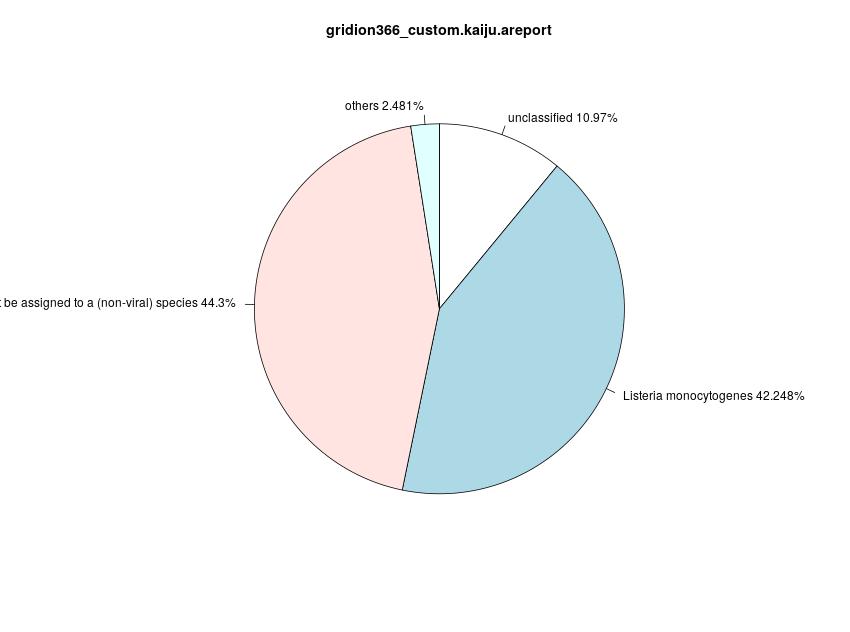 gridion366_custom.kaiju.areport
others 2.481%
unclassified 10.97%
be assigned to a (non-viral) species 44.3%
Listeria monocytogenes 42.248%